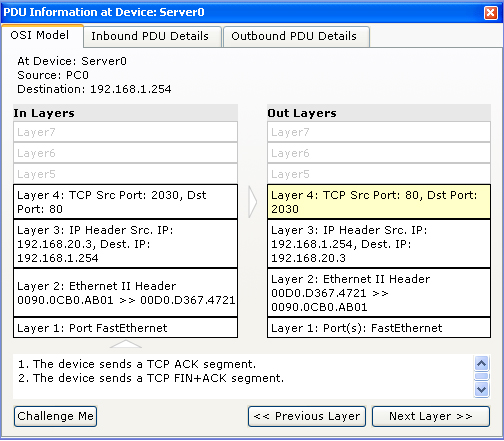 PDU Information at Device: Server0
OSI Model
Inbound PDU Details
Outbound PDU Details
At Device: Server0
Source: PC0
Destination: 192.168.1.254
In Layers
Layer7
Layer6
Layer5
Layer 4: TCP Src Port: 2030, Dst
Port: 80
Layer 3: IP Header Src. IP:
192.168.20.3, Dest. IP:
192.168.1.254
Layer 2: Ethernet II Header
0090.0CB0.AB01 >> 00D0.D367.4721
Layer 1: Port FastEthernet
Out Layers
Layer7
Layer6
Layer5
Layer 4: TCP Src Port: 80, Dst Port:
2030
Layer 3: IP Header Src. IP:
192.168.1.254, Dest. IP:
192.168.20.3
Layer 2: Ethernet II Header
00D0.D367.4721 >>
0090.0CB0.AB01
Layer 1: Port(s): FastEthernet
1. The device sends a TCP ACK segment.
2. The device sends a TCP FIN+ACK segment.
Challenge Me
<< Previous Layer
Next Layer >>